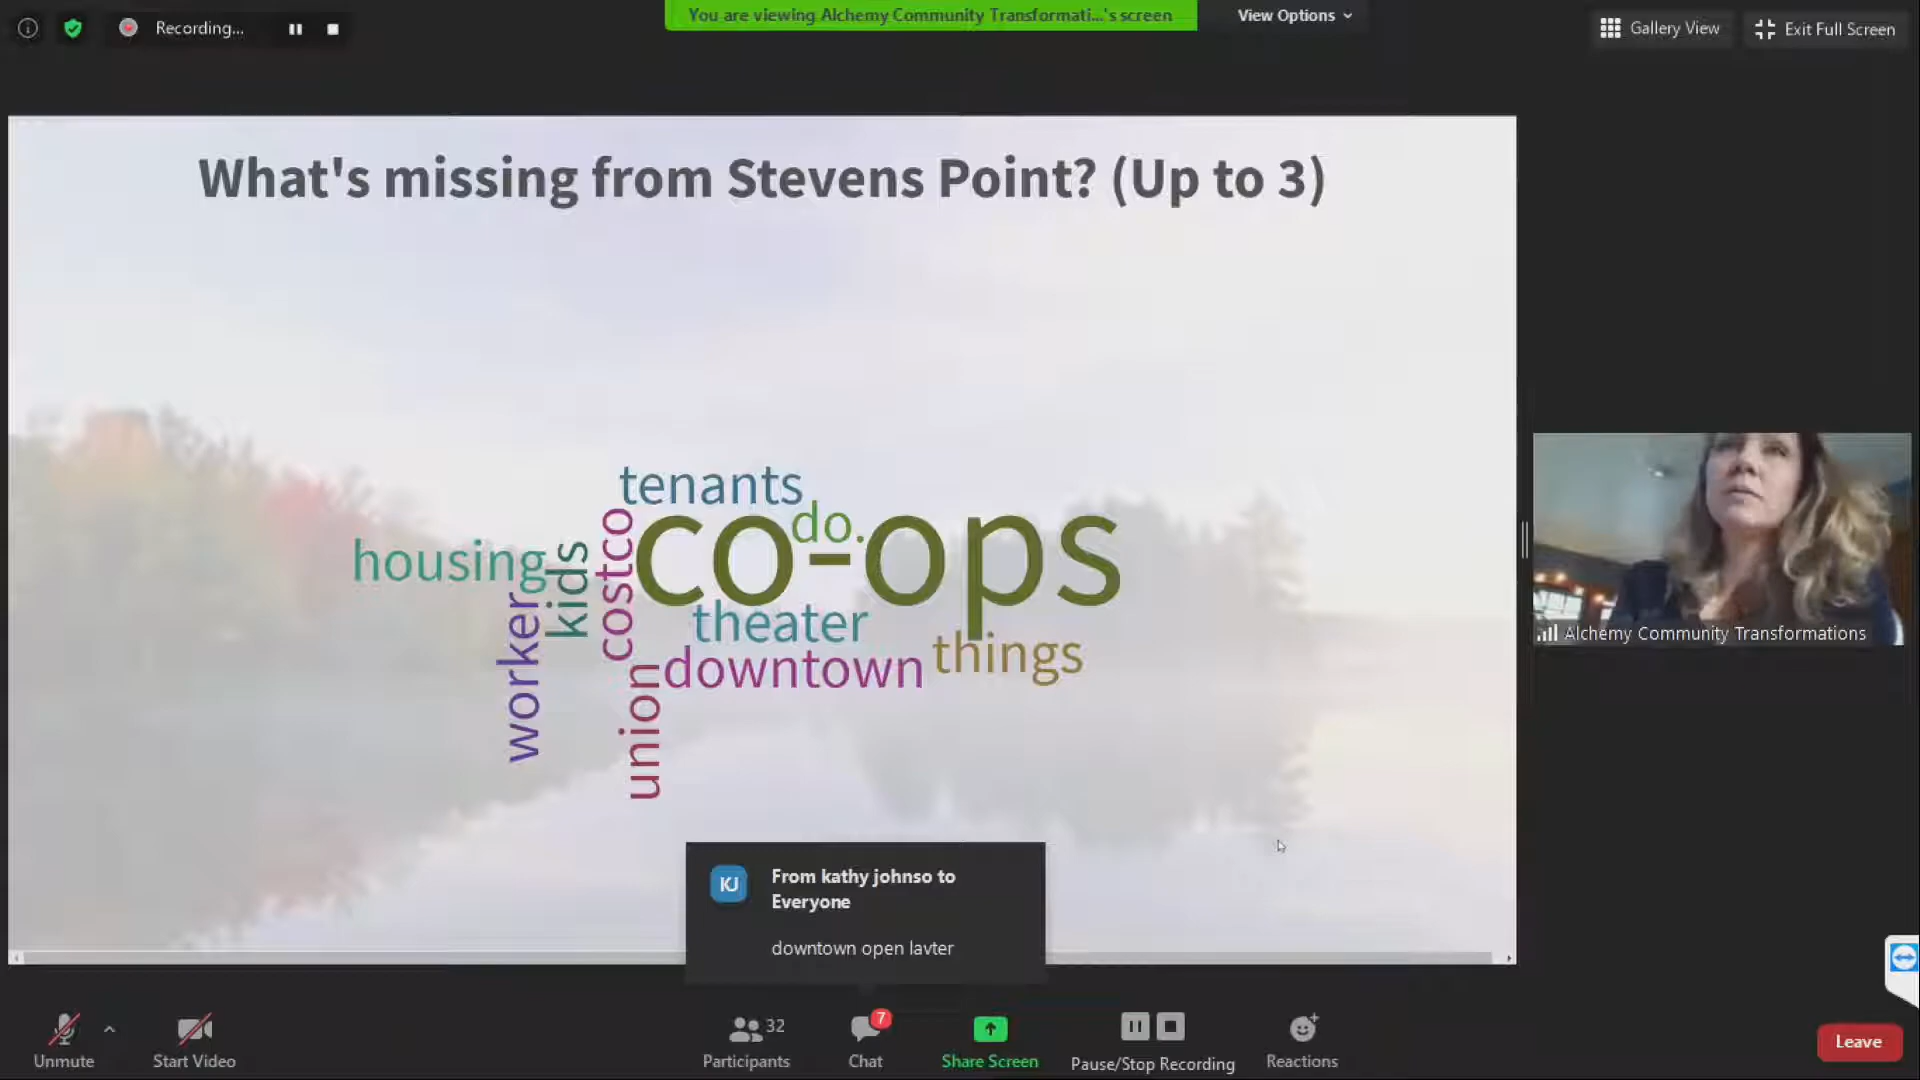 Recording...
You are viewing Alchemy Community Transformati...'s screen
View Options
Gallery View
Exit Full Screen
What's missing from Stevens Point? (Up to 3)
tenants
do.
co-ops
housing
kids
costco
worker
theater
things
downtown
union
Alchemy Community Transformations
KJ
From kathy johnso to
Everyone
downtown open lavter
Unmute
Start Video
32
Participants
7
Chat
Share Screen
Pause/Stop Recording
Reactions
Leave